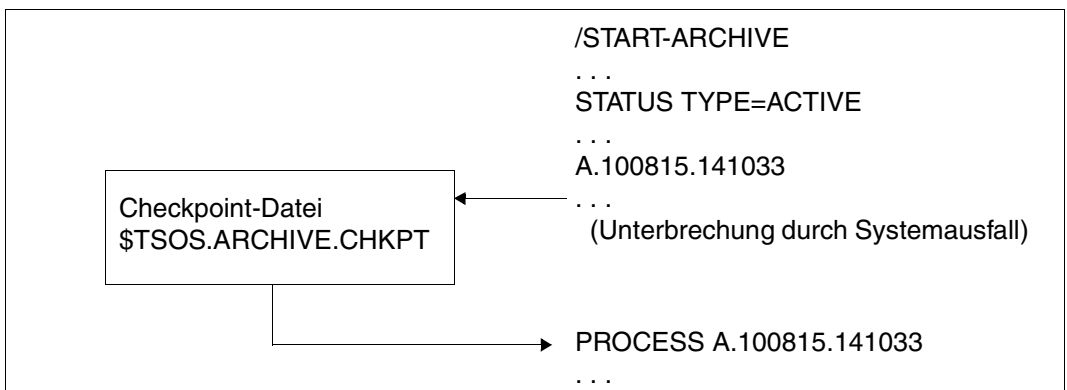 /START-ARCHIVE
. . .
STATUS TYPE=ACTIVE
. . .
A.100815.141033
. . .
(Unterbrechung durch Systemausfall)
Checkpoint-Datei
$TSOS.ARCHIVE.CHKPT
PROCESS A.100815.141033
. . .